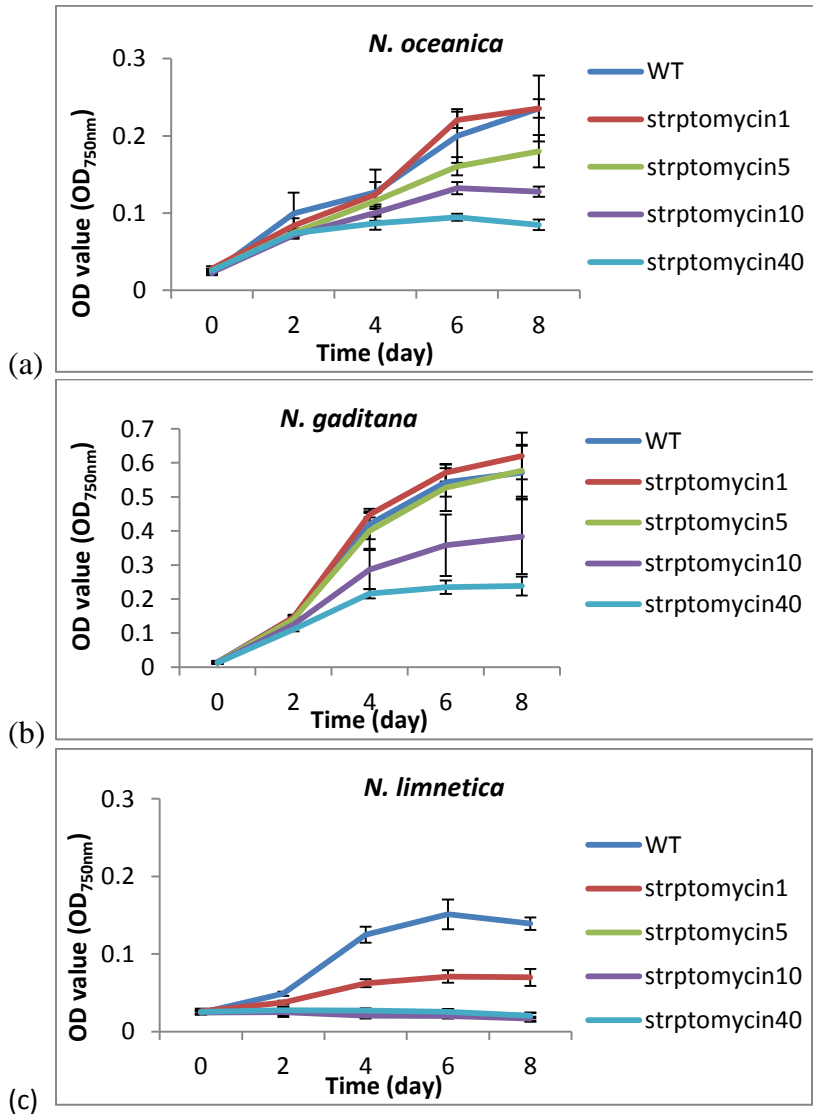 N. oceanica
OD value (OD750nm)
0.3
0.2
0.1
0
0 2 4 6 8
Time (day)
WT
strptomycin1
strptomycin5
strptomycin10
strptomycin40
(a)
N. gaditana
OD value (OD750nm)
0.7
0.6
0.5
0.4
0.3
0.2
0.1
0
0 2 4 6 8
Time (day)
WT
strptomycin1
strptomycin5
strptomycin10
strptomycin40
(b)
N. limnetica
OD value (OD750nm)
0.3
0.2
0.1
0
0 2 4 6 8
Time (day)
WT
strptomycin1
strptomycin5
strptomycin10
strptomycin40
(c)